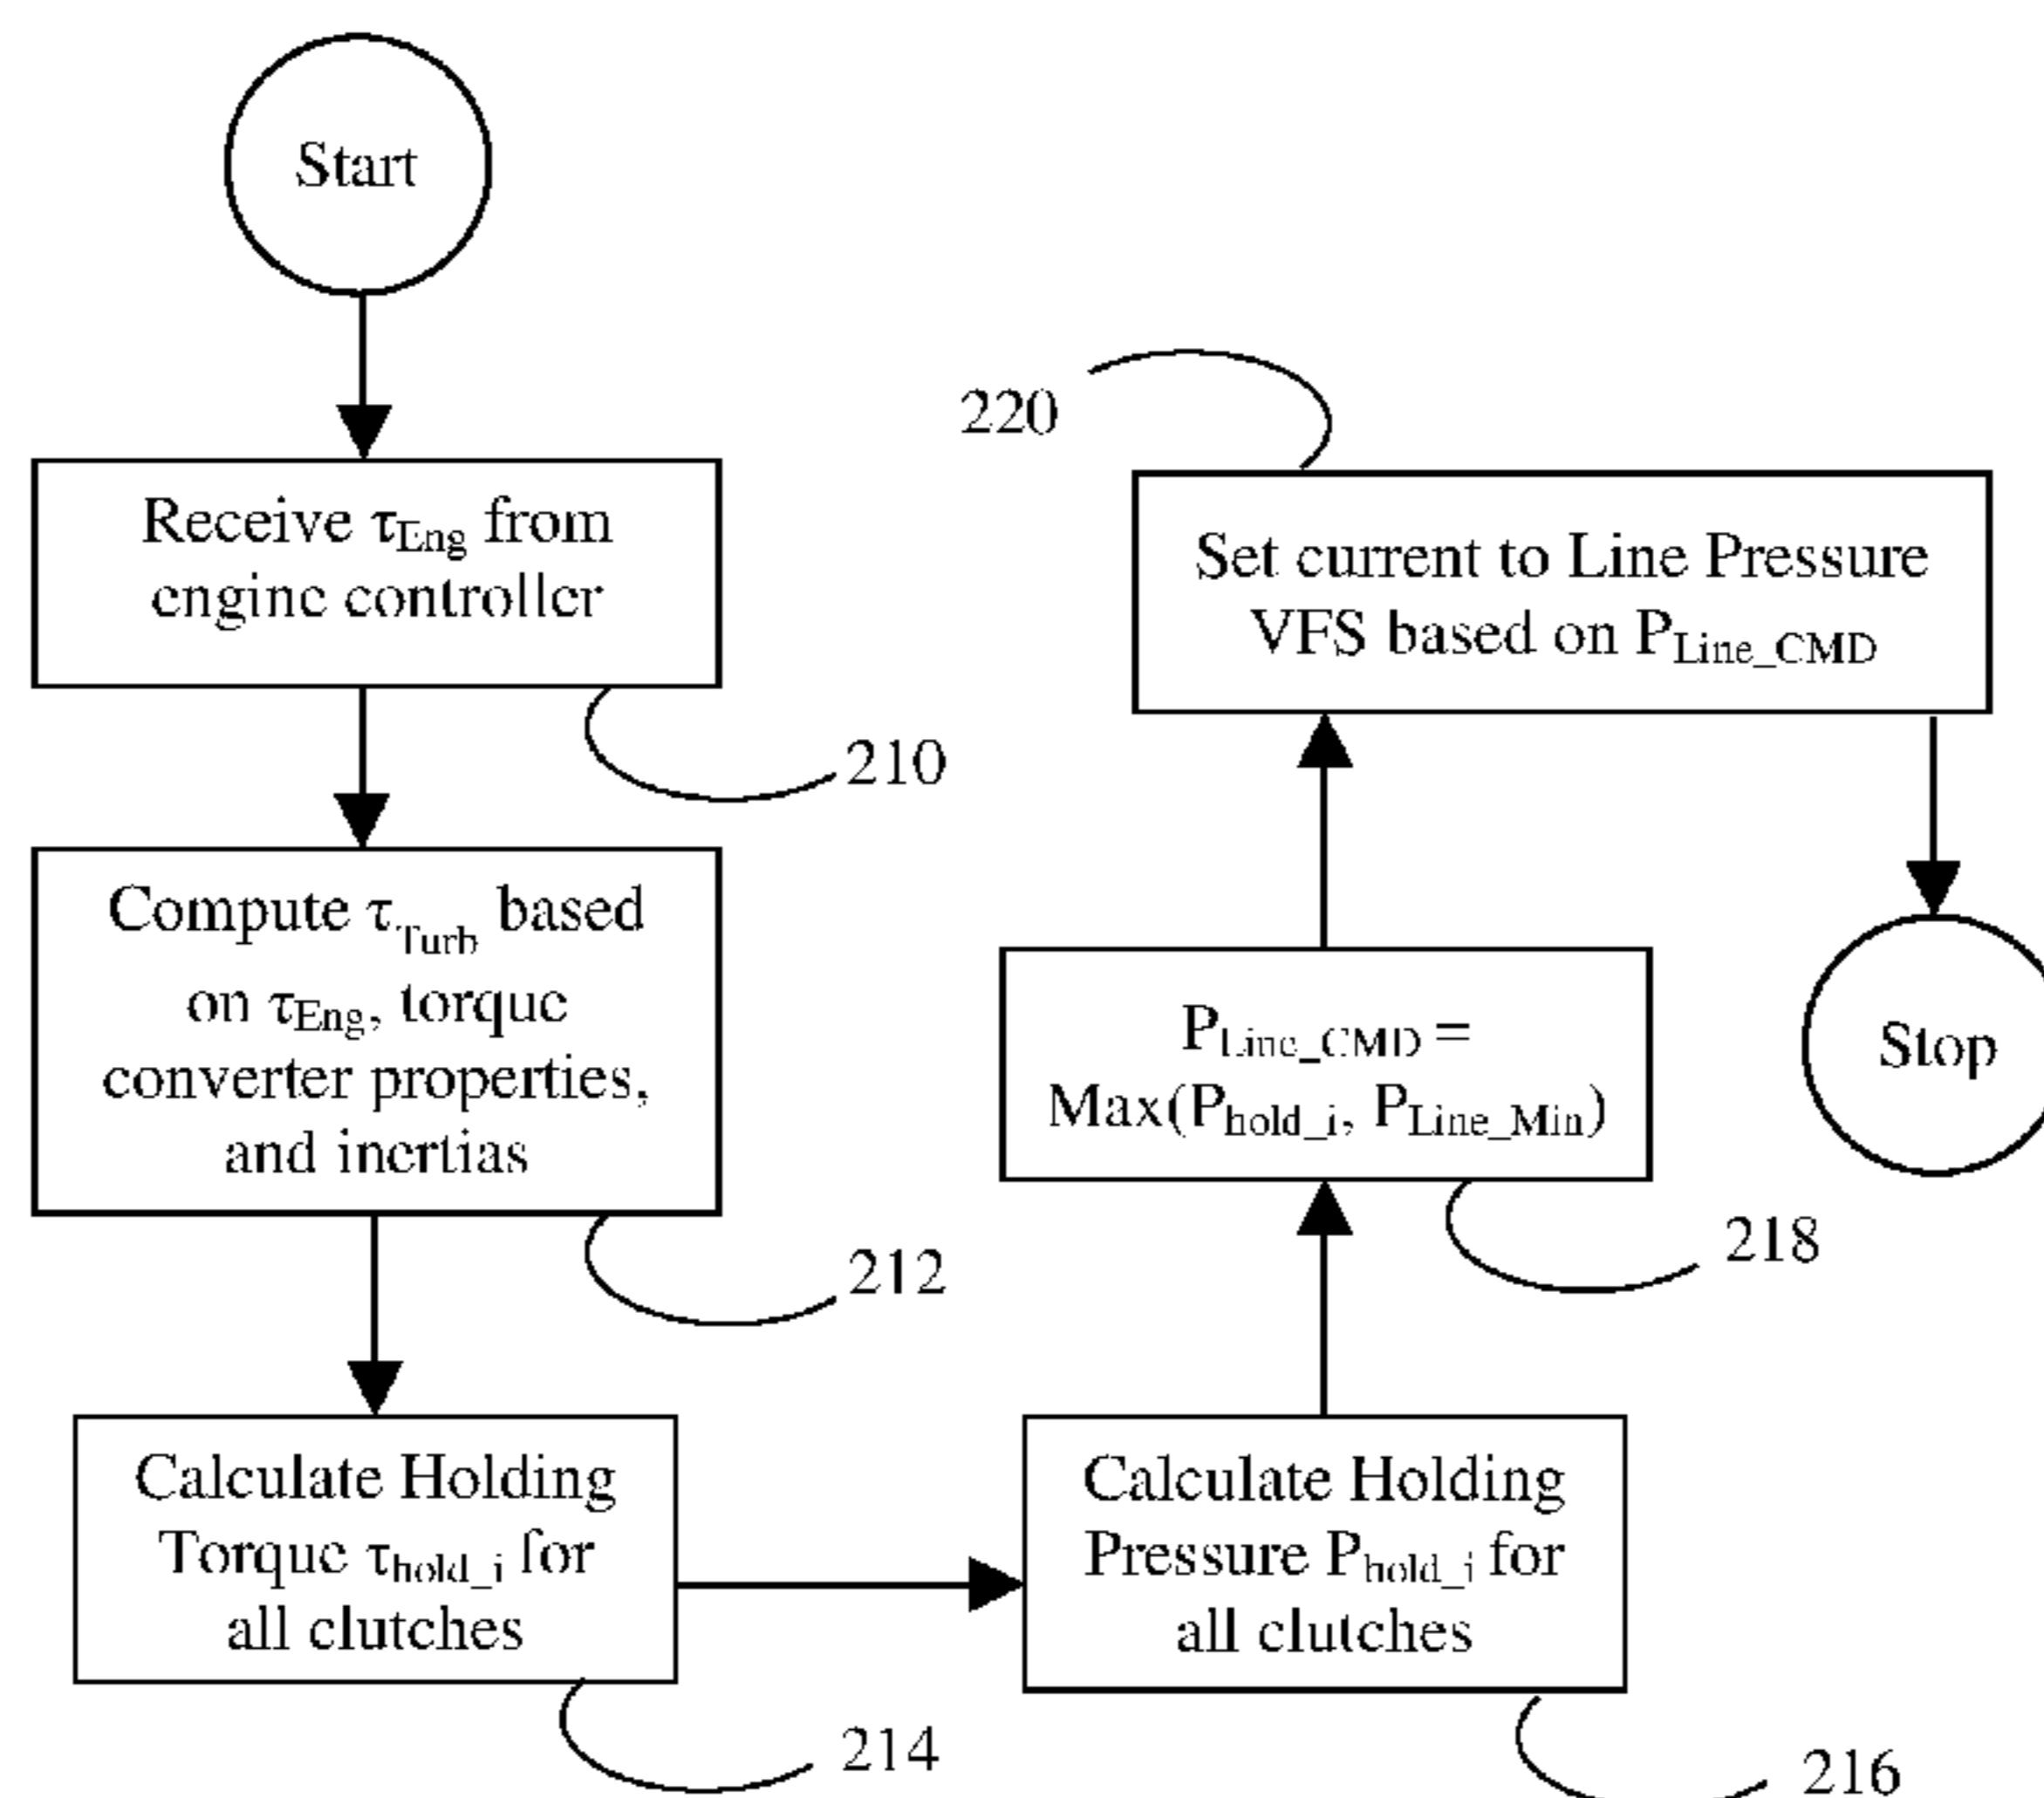 Start
Receive τEng from
engine controller
210
Compute τTurb based
on τEng, torque
converter properties,
and inertias
212
Calculate Holding
Torque τhold_i for
all clutches
214
Calculate Holding
Pressure Phold_i for
all clutches
216
PLine_CMD =
Max(Phold_i, PLine_Min)
218
220
Set current to Line Pressure
VFS based on PLine_CMD
Stop